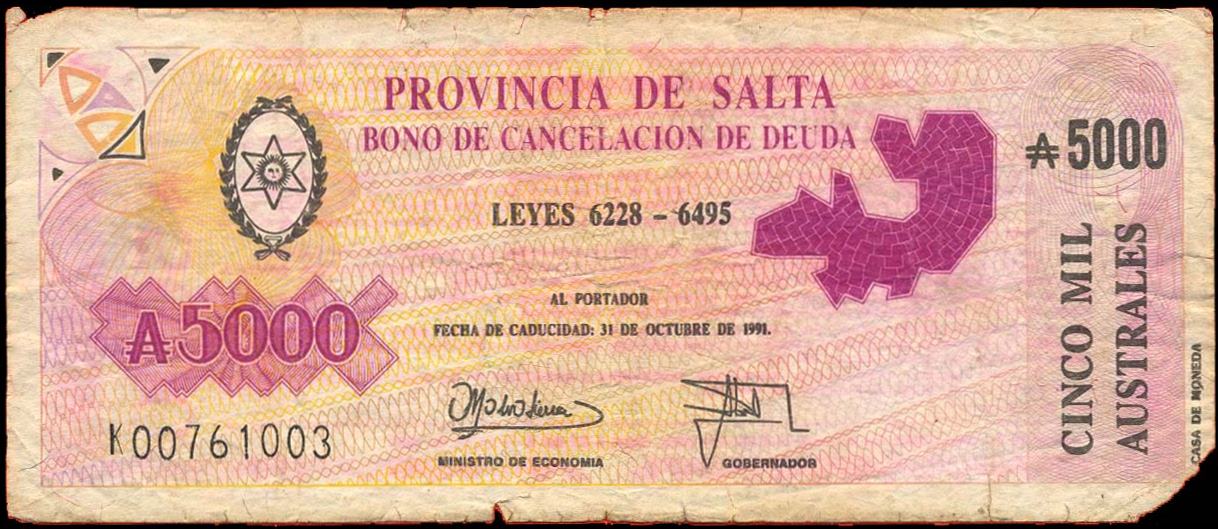 PROVINCIA DE SALTA
BONO DE CANCELACION DE DEUDA
LEYES 6228 - 6495
₳5000
₳5000
AL PORTADOR
FECHA DE CADUCIDAD: 31 DE OCTUBRE DE 1991.
K00761003
MINISTRO DE ECONOMIA
GOBERNADOR
CINCO MIL
AUSTRALES
CASA DE MONEDA